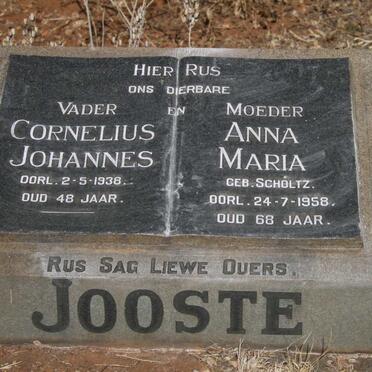 HIER RUS
ONS DIERBARE
VADER EN MOEDER
CORNELIUS JOHANNES
OORL. 2-5-1938.
OUD 48 JAAR.
ANNA MARIA
GEB. SCHOLTZ.
OORL. 24-7-1958.
OUD 68 JAAR.
RUS SAG LIEWE OUERS.
JOOSTE